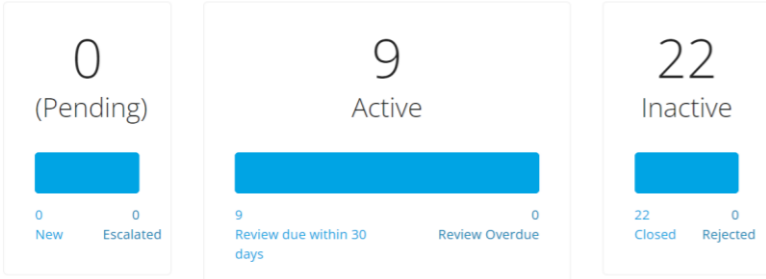 0
(Pending)
0 0
New Escalated
9
Active
9 0
Review due within 30 Review Overdue
days
22
Inactive
22 0
Closed Rejected